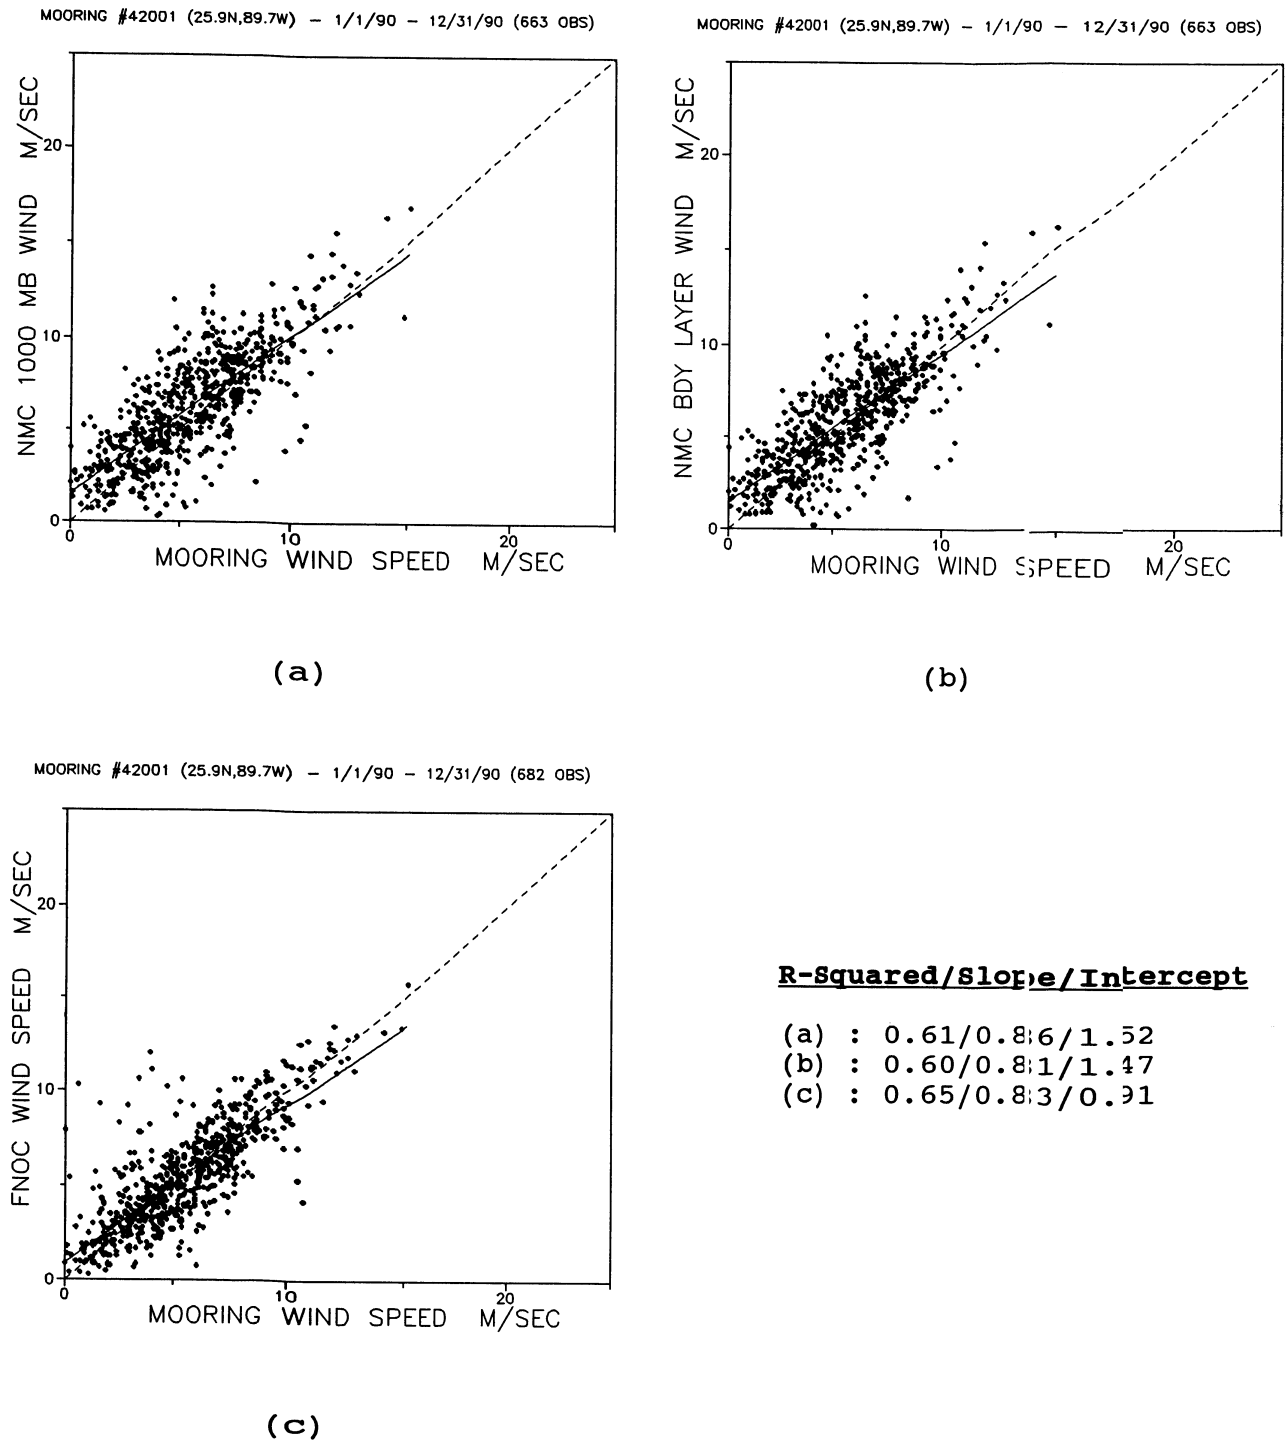 MOORING #42001 (25.9N,89.7W) – 1/1/90 – 12/31/90 (663 OBS)
NMC 1000 MB WIND M/SEC
20
10
0
0
10
20
MOORING WIND SPEED M/SEC
(a)
MOORING #42001 (25.9N,89.7W) – 1/1/90 – 12/31/90 (663 OBS)
NMC BDY LAYER WIND M/SEC
20
10
0
0
10
20
MOORING WIND SPEED M/SEC
(b)
MOORING #42001 (25.9N,89.7W) – 1/1/90 – 12/31/90 (682 OBS)
FNOC WIND SPEED M/SEC
20
10
0
0
10
20
MOORING WIND SPEED M/SEC
(c)
R-Squared/Slope/Intercept
(a) : 0.61/0.86/1.52
(b) : 0.60/0.81/1.47
(c) : 0.65/0.83/0.91